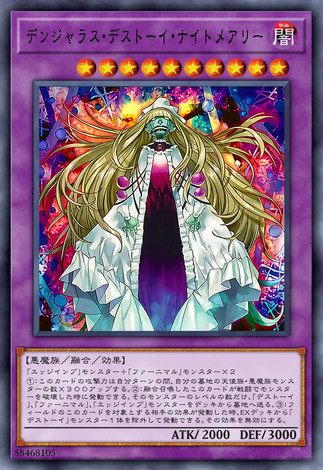 デンジャラス・デストーイ・ナイトメアリー
やみ
闇
【悪魔族／融合／効果】
「エッジインプ」モンスター＋「ファーニマル」モンスター×2
①：このカードの攻撃力は自分ターンの間、自分の墓地の天使族・悪魔族モンス
ターの数×３００アップする。②：融合召喚したこのカードが戦闘でモンスター
を破壊した時に発動できる。そのモンスターのレベルの数だけ、「デストーイ」
、「ファーニマル」、「エッジインプ」モンスターをデッキから墓地へ送る。③：フ
ィールドのこのカードを対象とする相手の効果が発動した時、EXデッキから「
デストーイ」モンスター１体を除外して発動できる。その効果を無効にする。
ATK/ 2000 DEF/3000
58468105